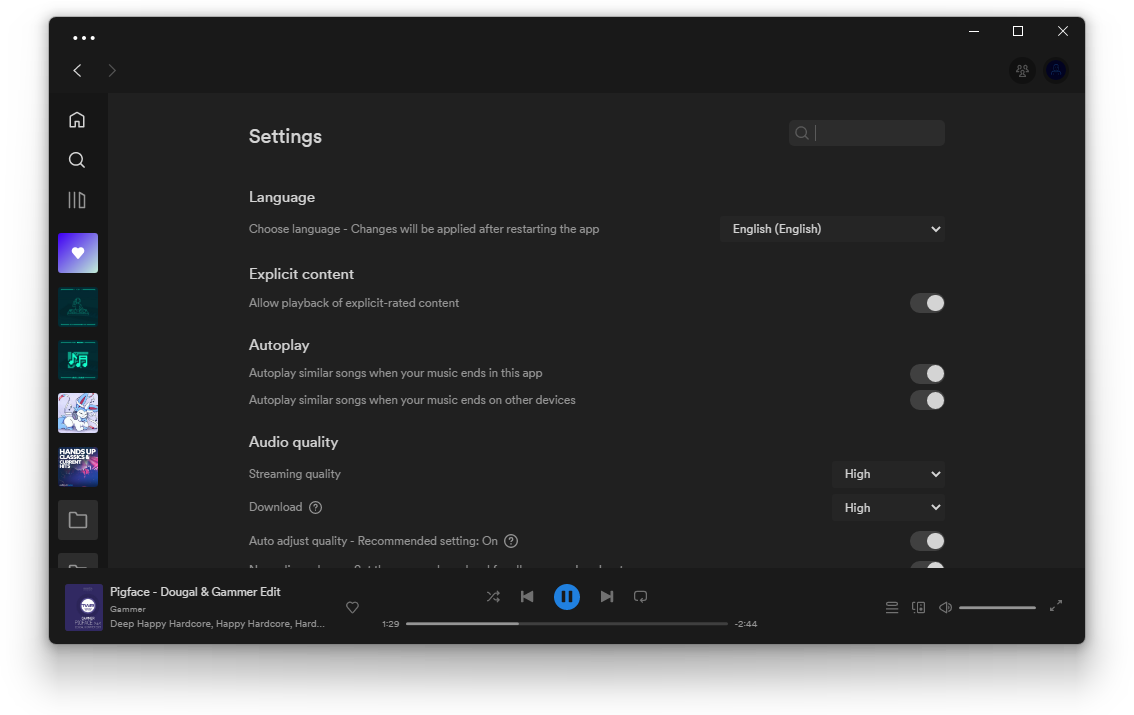 Settings
Language
Choose language - Changes will be applied after restarting the app
English (English)
Explicit content
Allow playback of explicit-rated content
Autoplay
Autoplay similar songs when your music ends in this app
Autoplay similar songs when your music ends on other devices
Audio quality
Streaming quality
High
Download
High
Auto adjust quality - Recommended setting: On
HANDS UP
CLASSICS &
CURRENT
HITS
Pigface - Dougal & Gammer Edit
Gammer
Deep Happy Hardcore, Happy Hardcore, Hard...
1:29
-2:44